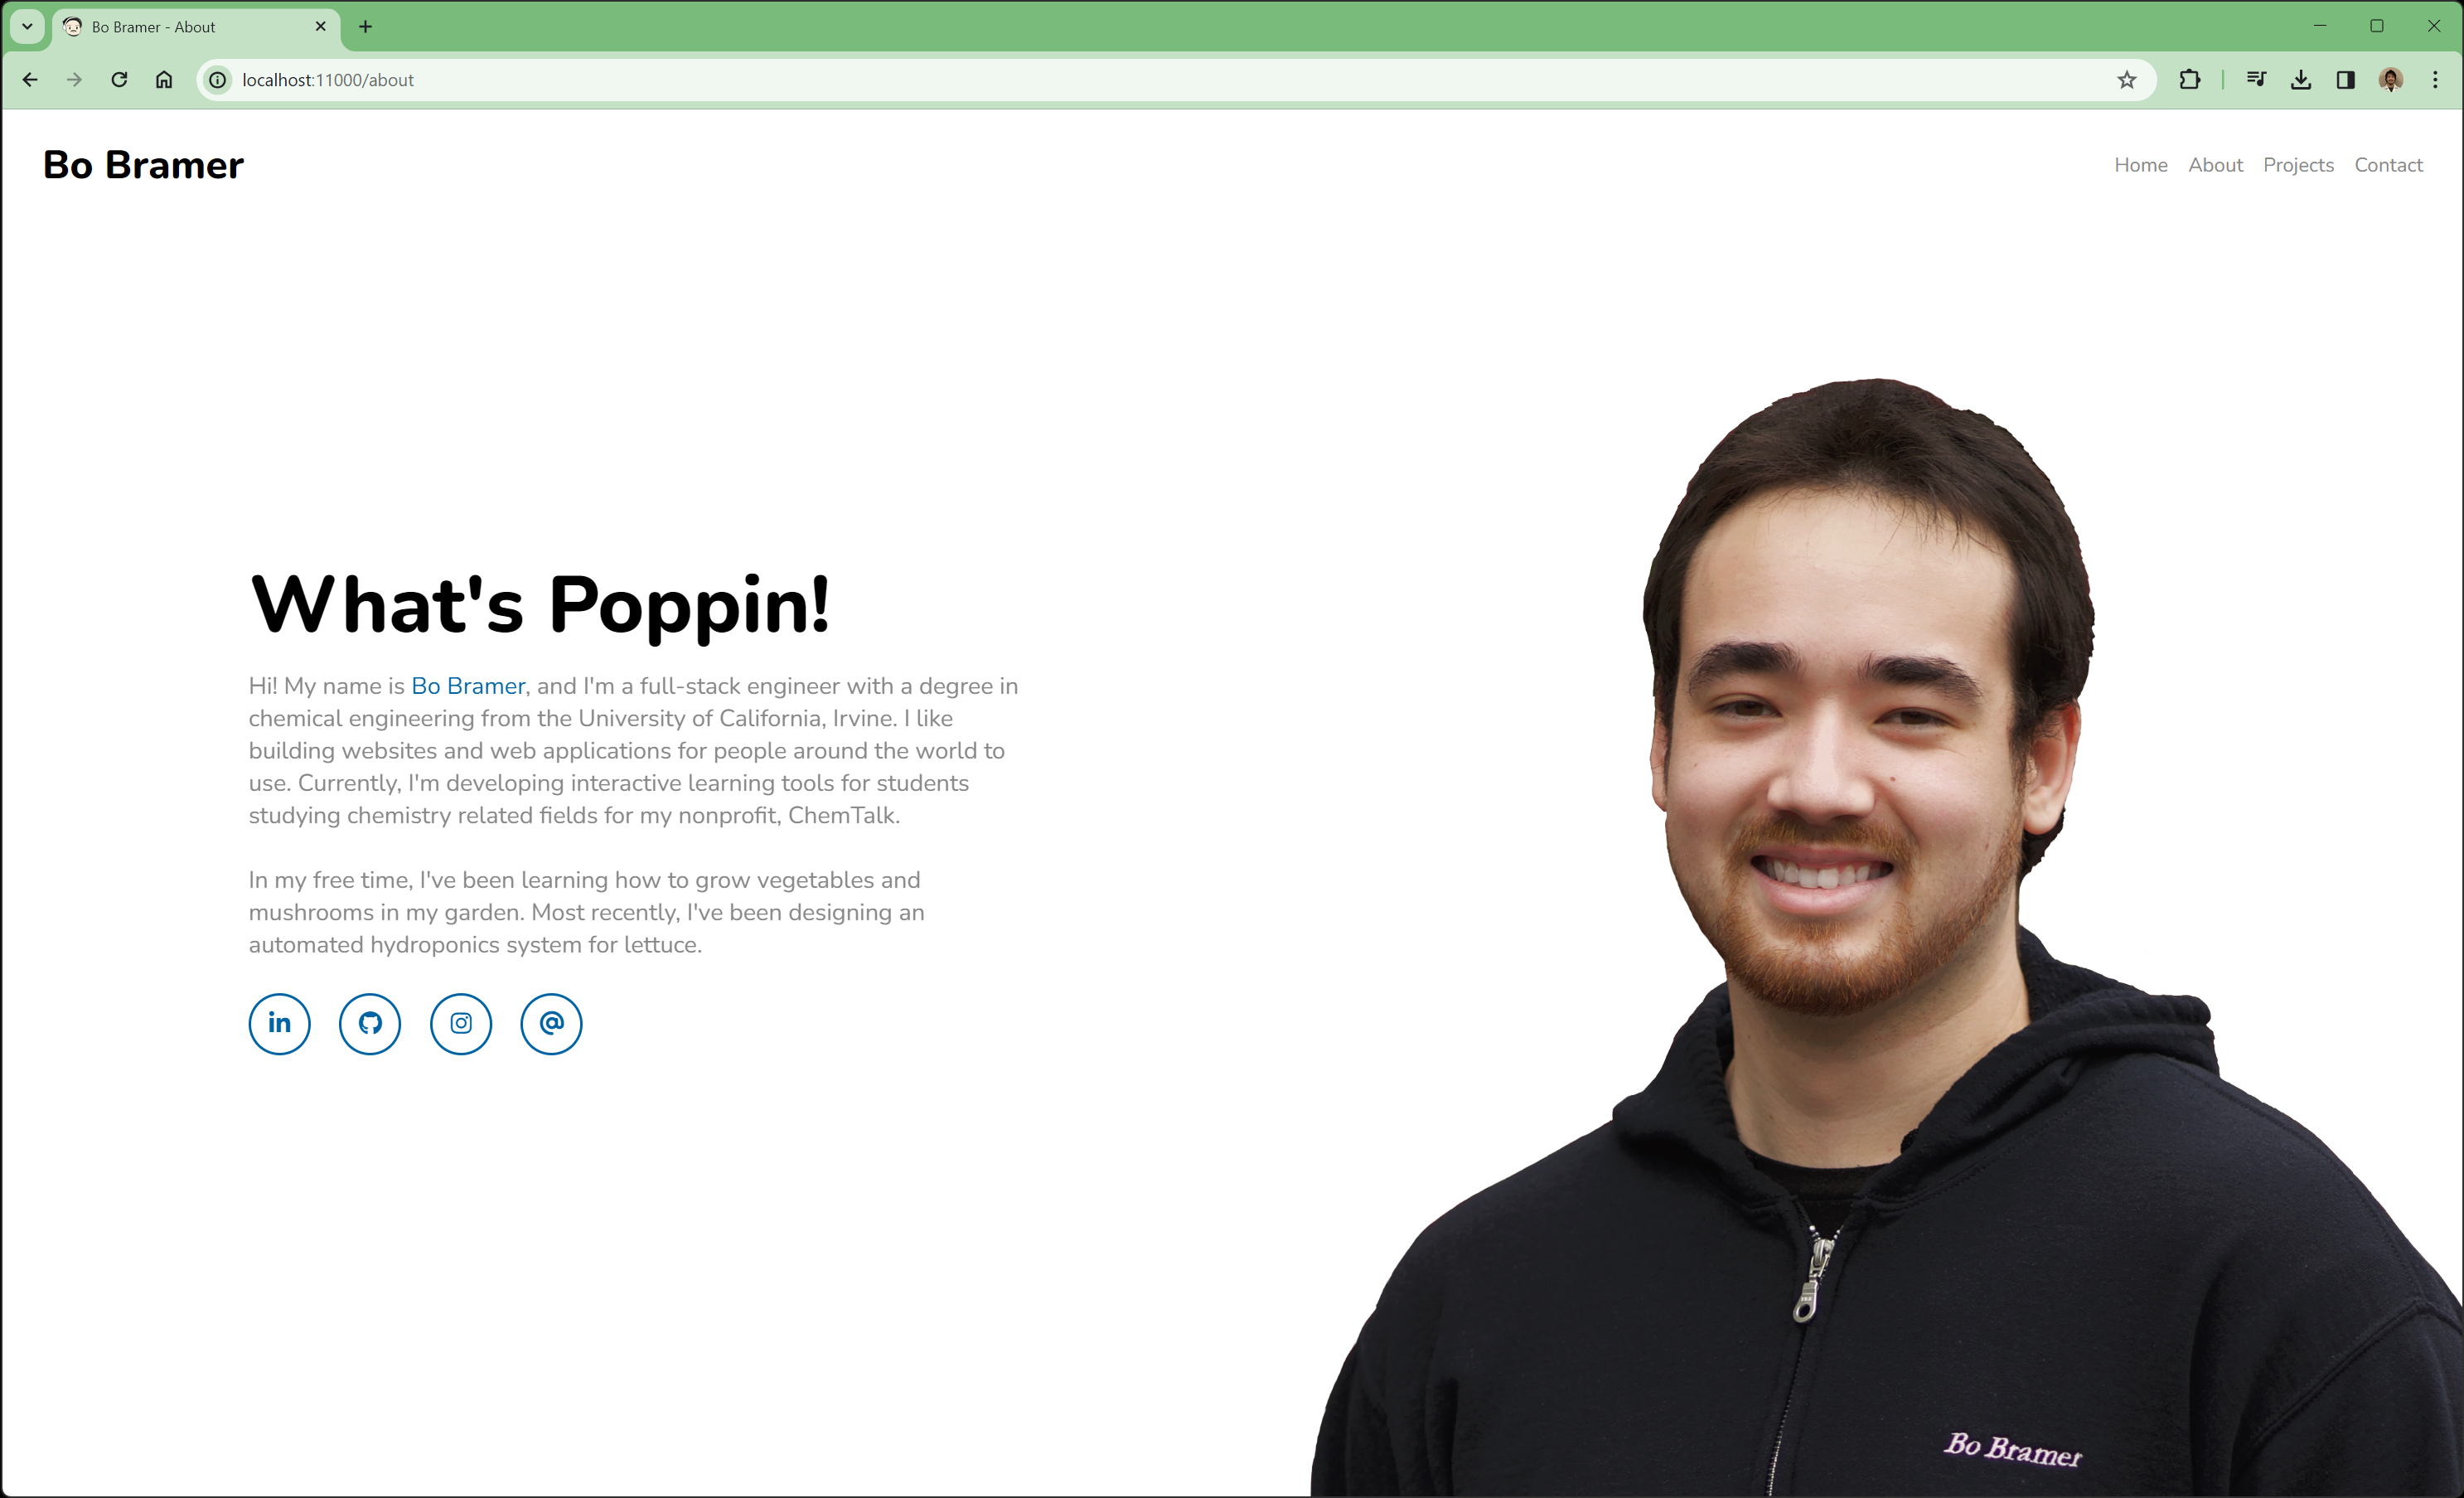 Bo Bramer - About
localhost:11000/about
Bo Bramer
Home About Projects Contact
What's Poppin!
Hi! My name is Bo Bramer, and I'm a full-stack engineer with a degree in
chemical engineering from the University of California, Irvine. I like
building websites and web applications for people around the world to
use. Currently, I'm developing interactive learning tools for students
studying chemistry related fields for my nonprofit, ChemTalk.
In my free time, I've been learning how to grow vegetables and
mushrooms in my garden. Most recently, I've been designing an
automated hydroponics system for lettuce.
in
@
Bo Bramer